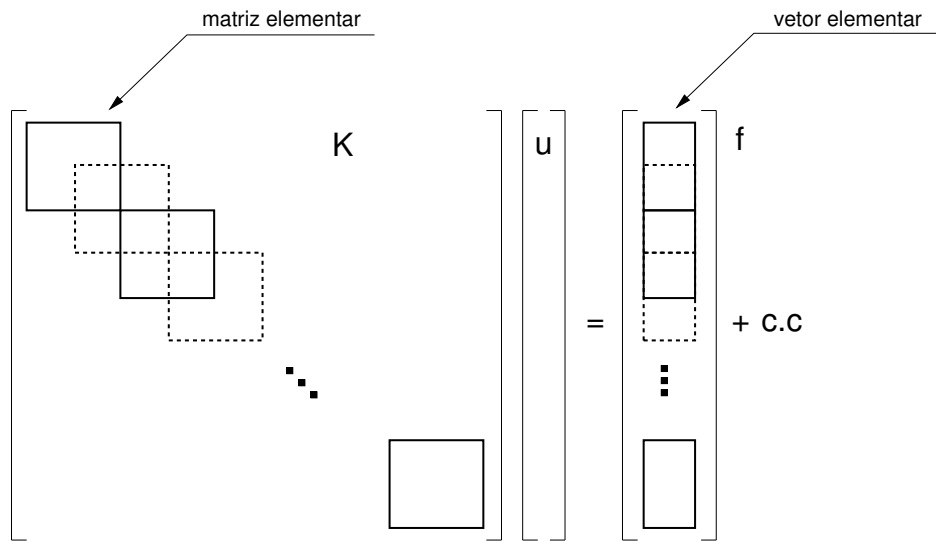 matriz elementar
vetor elementar
K
u
f
=
+ c.c